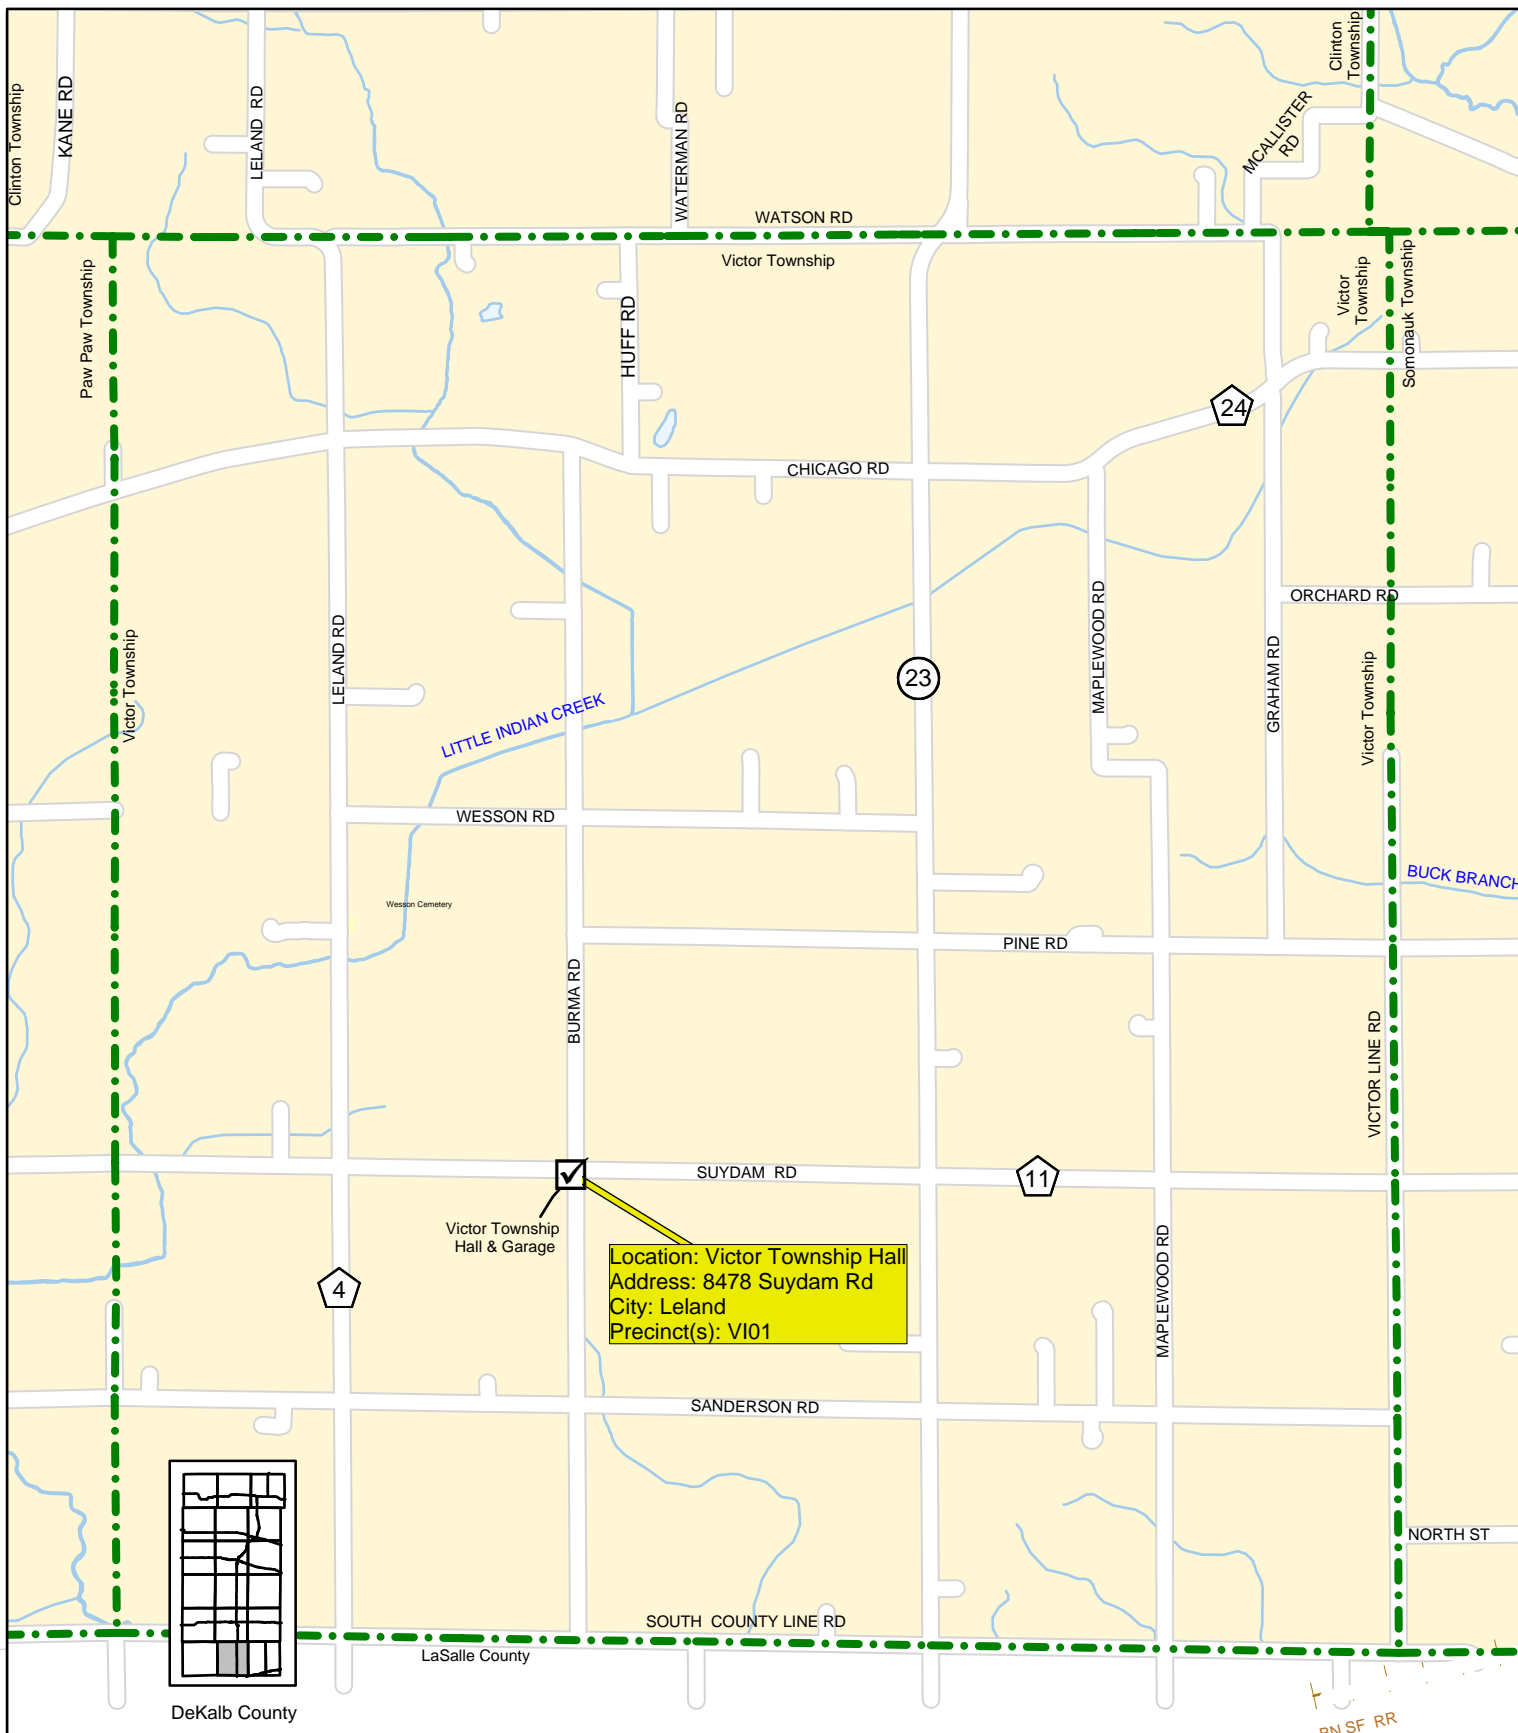 Clinton Township
KANE RD
LELAND RD
WATERMAN RD
MCALLISTER
RD
Clinton
Township
WATSON RD
Victor Township
Paw Paw Township
HUFF RD
Victor
Township
Somonauk Township
24
CHICAGO RD
ORCHARD RD
Victor Township
LELAND RD
MAPLEWOOD RD
GRAHAM RD
Victor Township
23
LITTLE INDIAN CREEK
WESSON RD
BUCK BRANCH
Wesson Cemetery
PINE RD
BURMA RD
VICTOR LINE RD
SUYDAM RD
11
Victor Township
Hall & Garage
Location: Victor Township Hall
Address: 8478 Suydam Rd
City: Leland
Precinct(s): VI01
4
MAPLEWOOD RD
SANDERSON RD
NORTH ST
SOUTH COUNTY LINE RD
LaSalle County
DeKalb County
BN SF RR